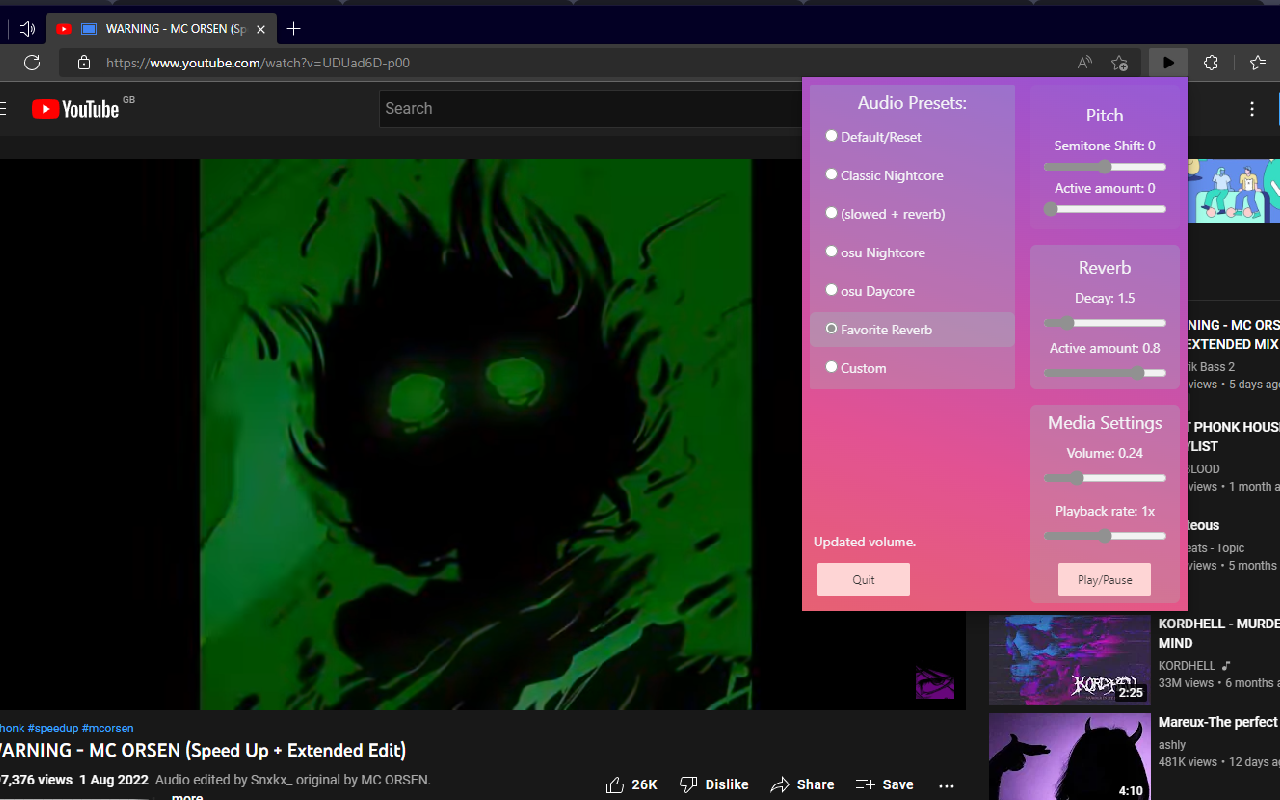 WARNING - MC ORSEN (Sp
https://www.youtube.com/watch?v=UDUad6D-p00
YouTube GB
Search
Audio Presets:
Default/Reset
Classic Nightcore
(slowed + reverb)
osu Nightcore
osu Daycore
Favorite Reverb
Custom
Updated volume.
Quit
Pitch
Semitone Shift: 0
Active amount: 0
Reverb
Decay: 1.5
Active amount: 0.8
Media Settings
Volume: 0.24
Playback rate: 1x
Play/Pause
NING - MC ORS
EXTENDED MIX
ik Bass 2
views • 5 days ago
T PHONK HOUS
YLIST
BLOOD
views • 1 month a
teous
eats - Topic
views • 5 months
KORDHELL
2:25
KORDHELL - MURDE
MIND
KORDHELL
33M views • 6 months a
4:10
Mareux-The perfect
ashly
481K views • 12 days a
honk #speedup #mcorsen
WARNING - MC ORSEN (Speed Up + Extended Edit)
7,376 views 1 Aug 2022 Audio edited by Snxkx_ original by MC ORSEN.
more
26K
Dislike
Share
Save